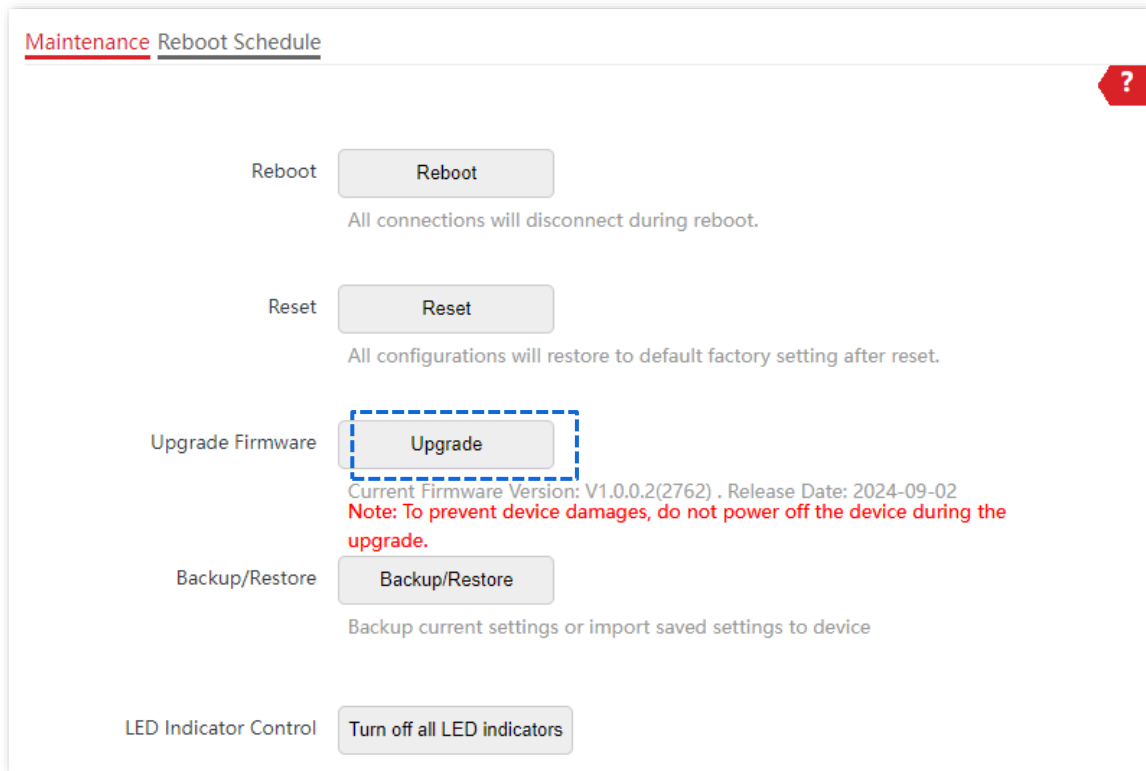 Maintenance Reboot Schedule
?
Reboot Reboot
All connections will disconnect during reboot.
Reset Reset
All configurations will restore to default factory setting after reset.
Upgrade Firmware Upgrade
Current Firmware Version: V1.0.0.2(2762) . Release Date: 2024-09-02
Note: To prevent device damages, do not power off the device during the
upgrade.
Backup/Restore Backup/Restore
Backup current settings or import saved settings to device
LED Indicator Control Turn off all LED indicators